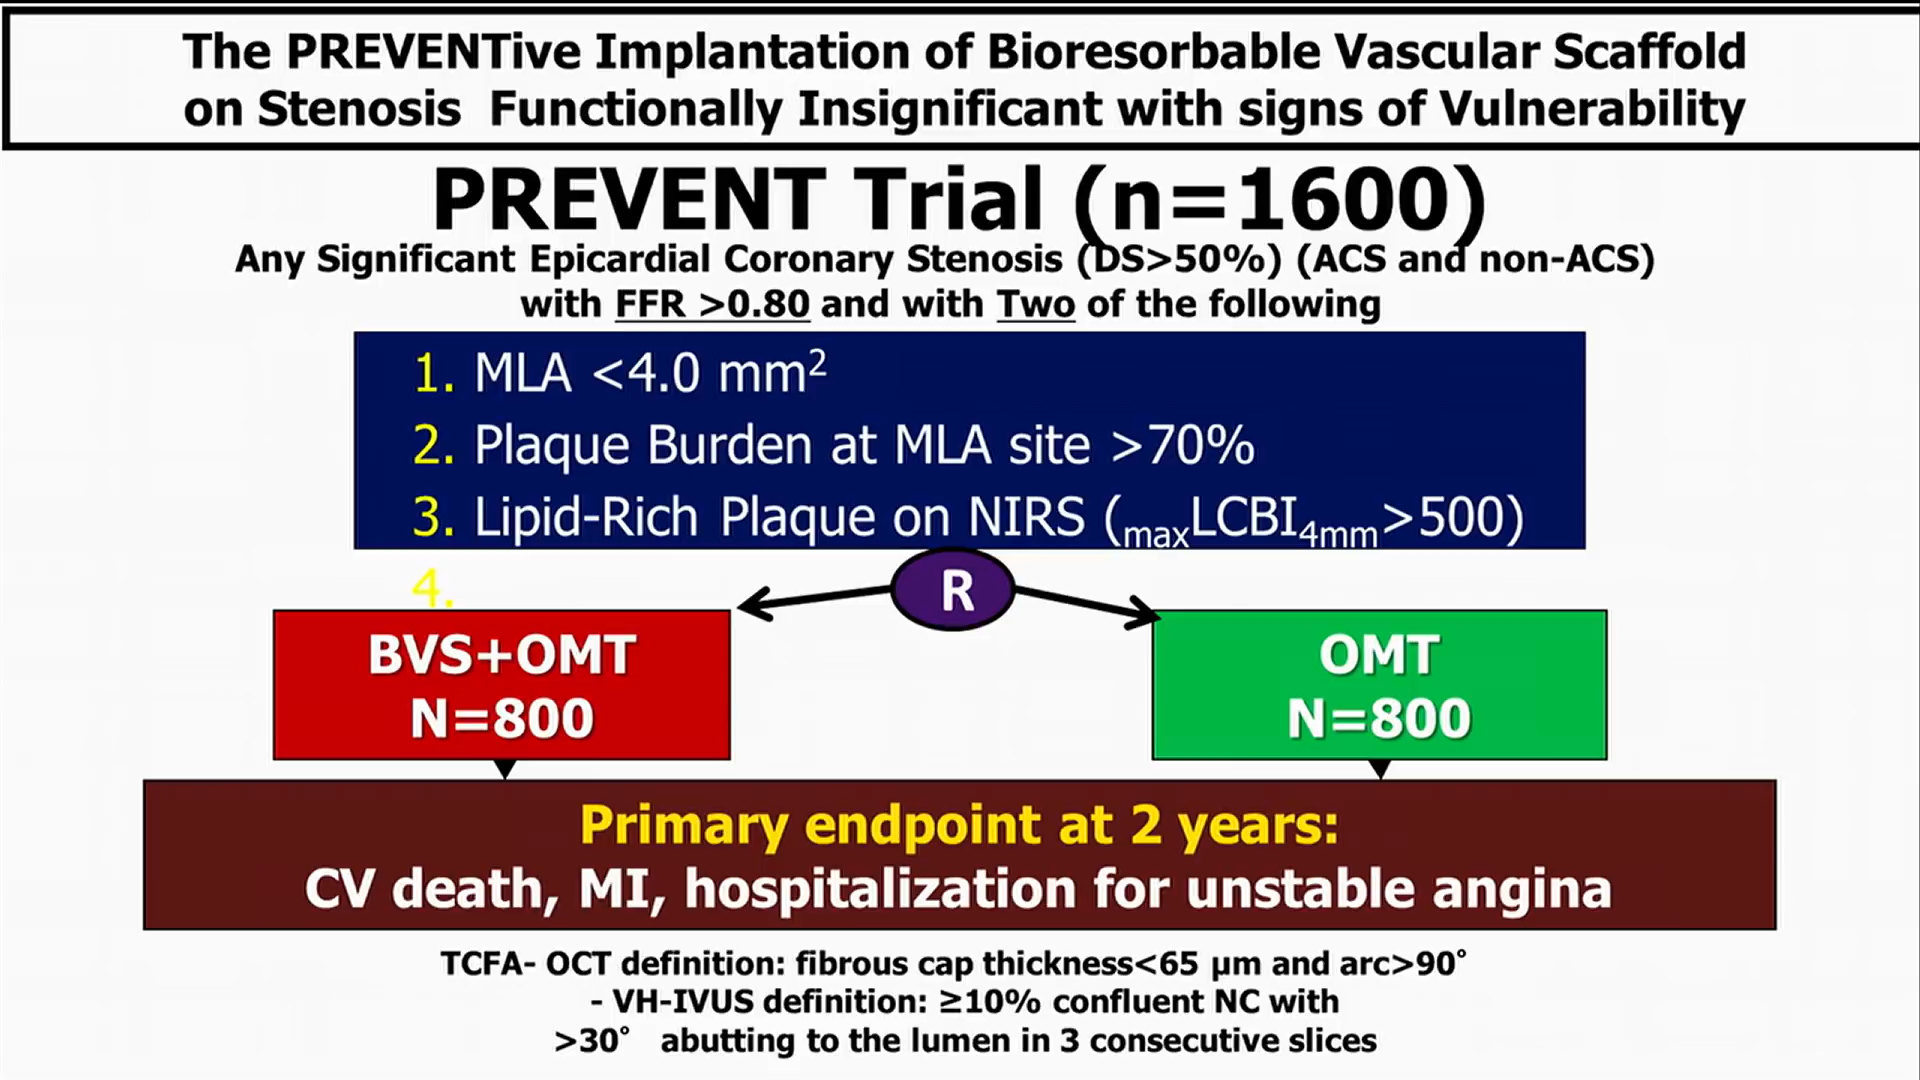 The PREVENTive Implantation of Bioresorbable Vascular Scaffold
on Stenosis Functionally Insignificant with signs of Vulnerability
PREVENT Trial (n=1600)
Any Significant Epicardial Coronary Stenosis (DS>50%) (ACS and non-ACS)
with FFR >0.80 and with Two of the following
1. MLA <4.0 mm²
2. Plaque Burden at MLA site >70%
3. Lipid-Rich Plaque on NIRS (maxLCBI4mm>500)
4.
R
BVS+OMT
N=800
OMT
N=800
Primary endpoint at 2 years:
CV death, MI, hospitalization for unstable angina
TCFA- OCT definition: fibrous cap thickness<65 µm and arc>90˚
- VH-IVUS definition: ≥10% confluent NC with
>30˚ abutting to the lumen in 3 consecutive slices